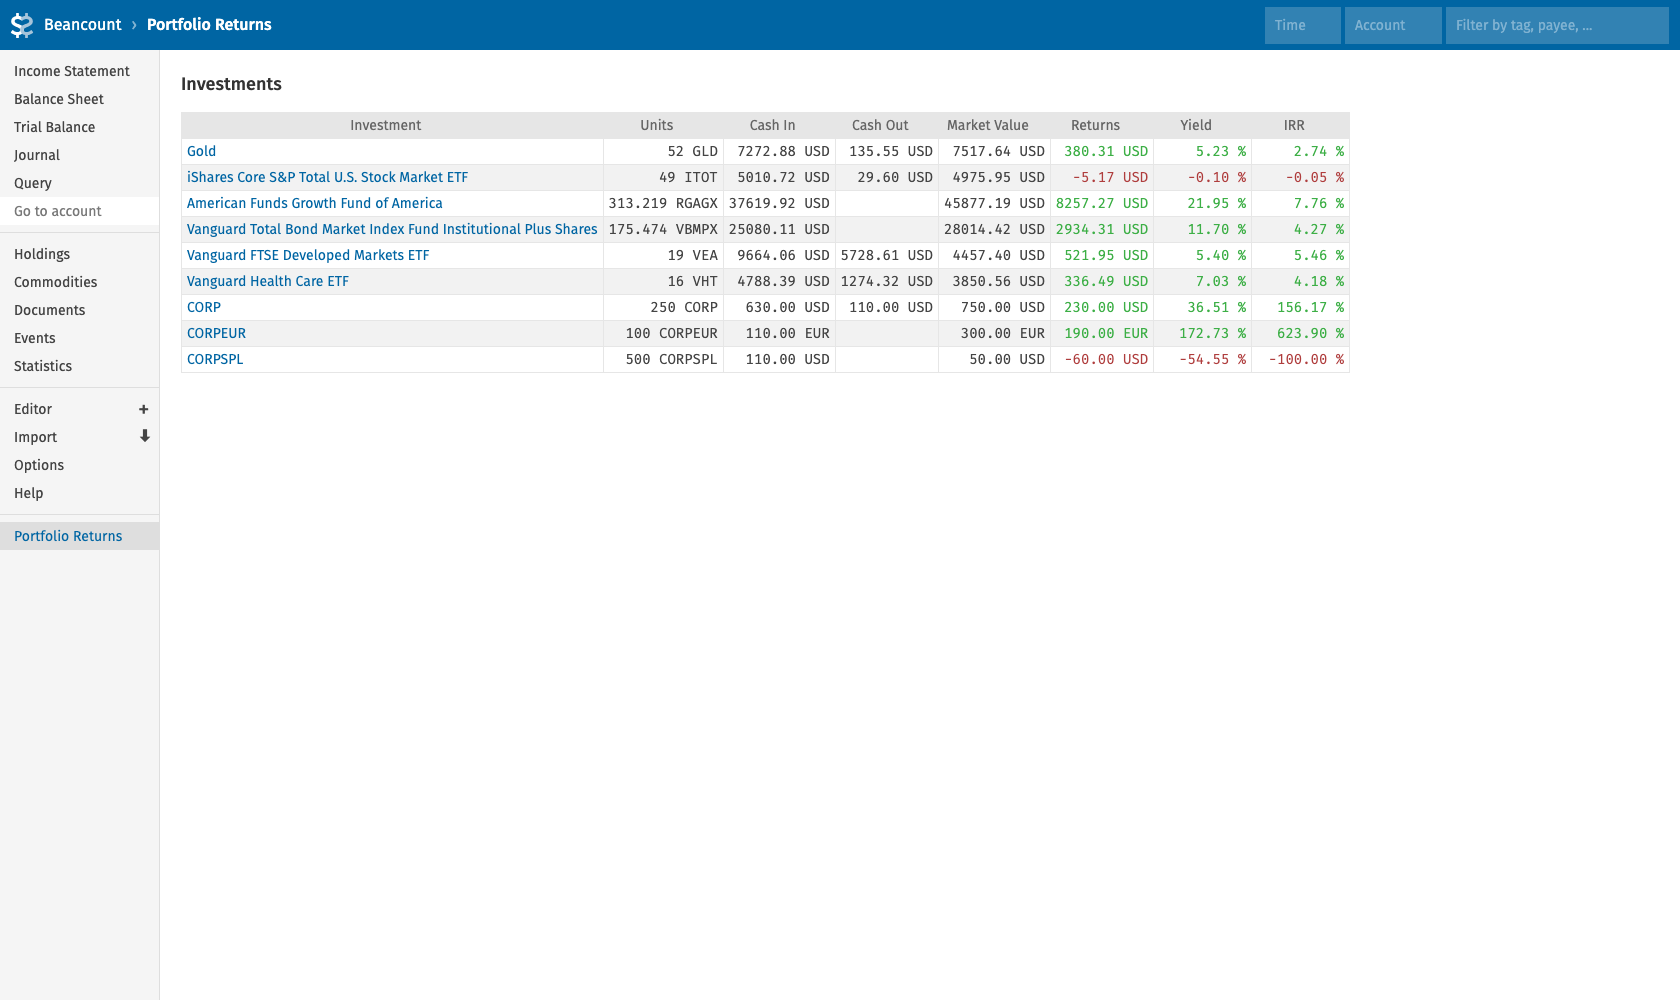 Beancount › Portfolio Returns
Time
Account
Filter by tag, payee, ...
Income Statement
Balance Sheet
Trial Balance
Journal
Query
Go to account
Holdings
Commodities
Documents
Events
Statistics
Editor +
Import
Options
Help
Portfolio Returns
Investments
Investment Units Cash In Cash Out Market Value Returns Yield IRR
Gold 52 GLD 7272.88 USD 135.55 USD 7517.64 USD 380.31 USD 5.23 % 2.74 %
iShares Core S&P Total U.S. Stock Market ETF 49 ITOT 5010.72 USD 29.60 USD 4975.95 USD -5.17 USD -0.10 % -0.05 %
American Funds Growth Fund of America 313.219 RGAGX 37619.92 USD 45877.19 USD 8257.27 USD 21.95 % 7.76 %
Vanguard Total Bond Market Index Fund Institutional Plus Shares 175.474 VBMPX 25080.11 USD 28014.42 USD 2934.31 USD 11.70 % 4.27 %
Vanguard FTSE Developed Markets ETF 19 VEA 9664.06 USD 5728.61 USD 4457.40 USD 521.95 USD 5.40 % 5.46 %
Vanguard Health Care ETF 16 VHT 4788.39 USD 1274.32 USD 3850.56 USD 336.49 USD 7.03 % 4.18 %
CORP 250 CORP 630.00 USD 110.00 USD 750.00 USD 230.00 USD 36.51 % 156.17 %
CORPEUR 100 CORPEUR 110.00 EUR 300.00 EUR 190.00 EUR 172.73 % 623.90 %
CORPSPL 500 CORPSPL 110.00 USD 50.00 USD -60.00 USD -54.55 % -100.00 %